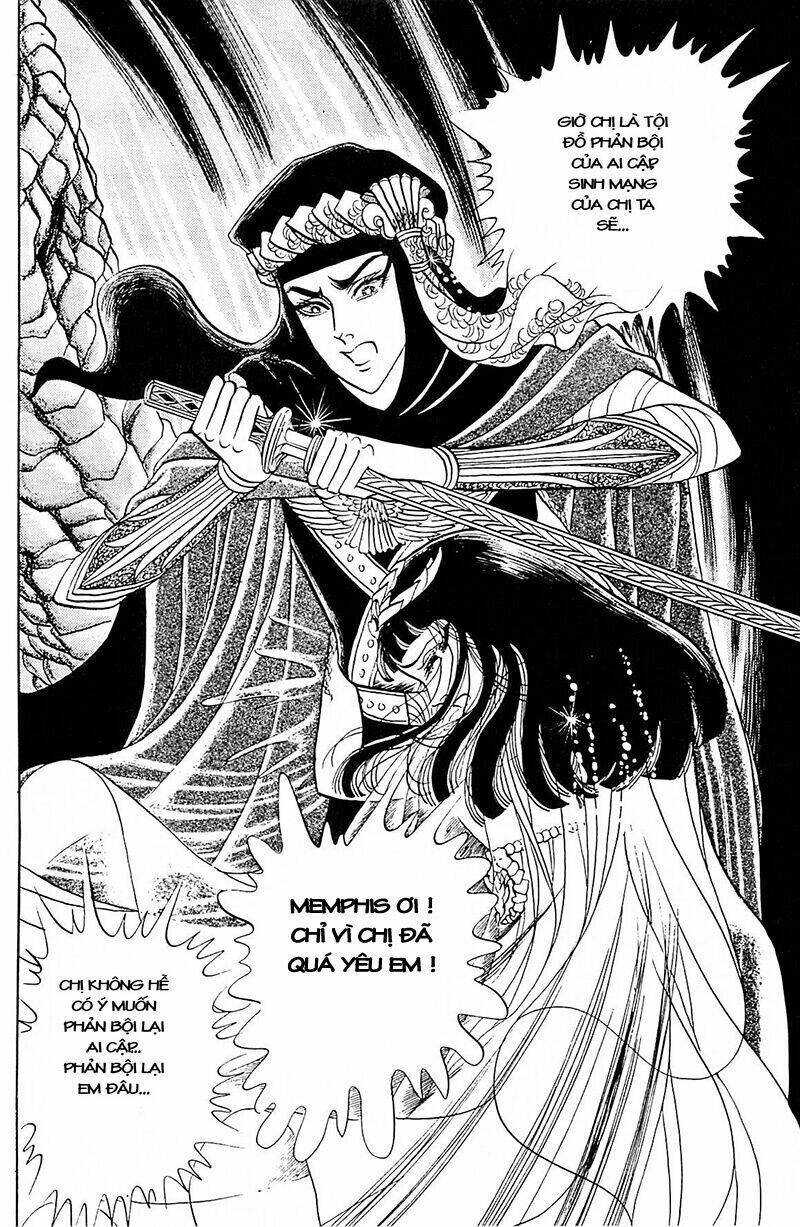 GIỜ CHỊ LÀ TỘI
ĐỒ PHẢN BỘI
CỦA AI CẬP.
SINH MẠNG
CỦA CHỊ TA
SẼ...
MEMPHIS ƠI !
CHỈ VÌ CHỊ ĐÃ
QUÁ YÊU EM !
CHỊ KHÔNG HỀ
CÓ Ý MUỐN
PHẢN BỘI LẠI
AI CẬP...
PHẢN BỘI LẠI
EM ĐÂU...